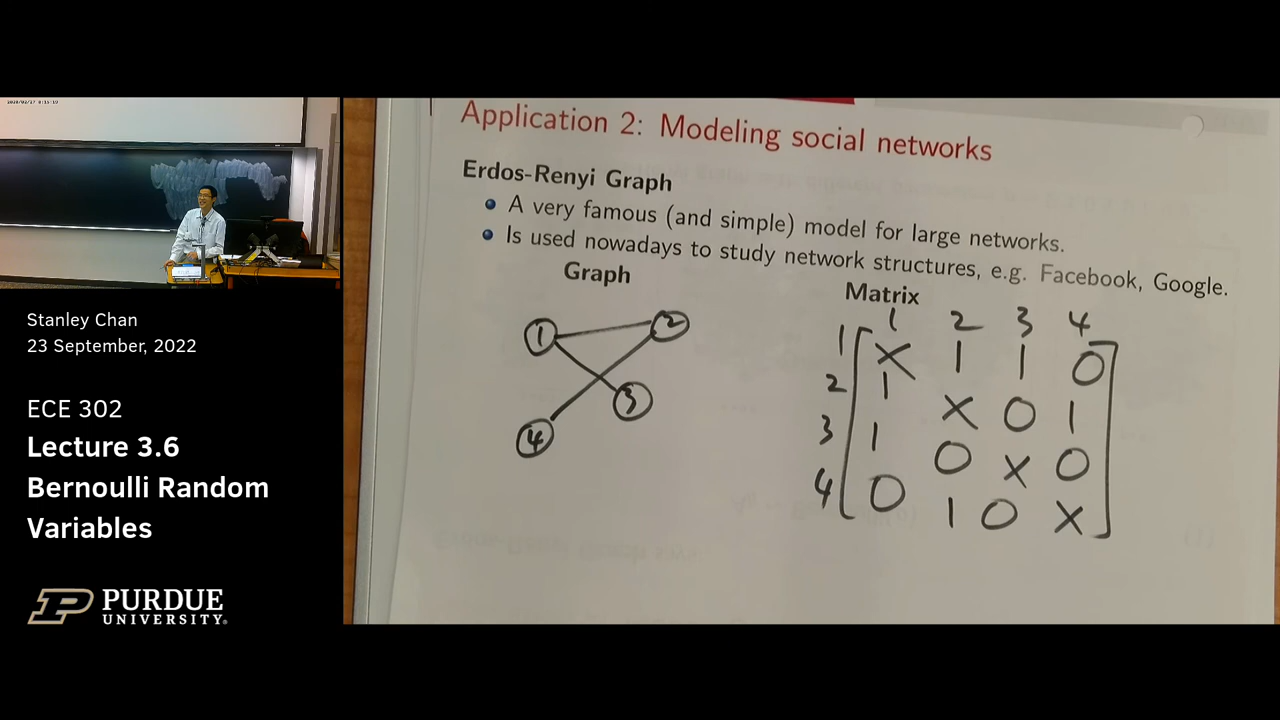 Application 2: Modeling social networks
Erdos-Renyi Graph
A very famous (and simple) model for large networks.
Is used nowadays to study network structures, e.g. Facebook, Google.
Graph
1 2
3
4
Matrix
1 2 3 4
1 X 1 1 0
2 1 X 0 1
3 1 0 X 0
4 0 1 0 X
Stanley Chan
23 September, 2022
ECE 302
Lecture 3.6
Bernoulli Random
Variables
PURDUE
UNIVERSITY